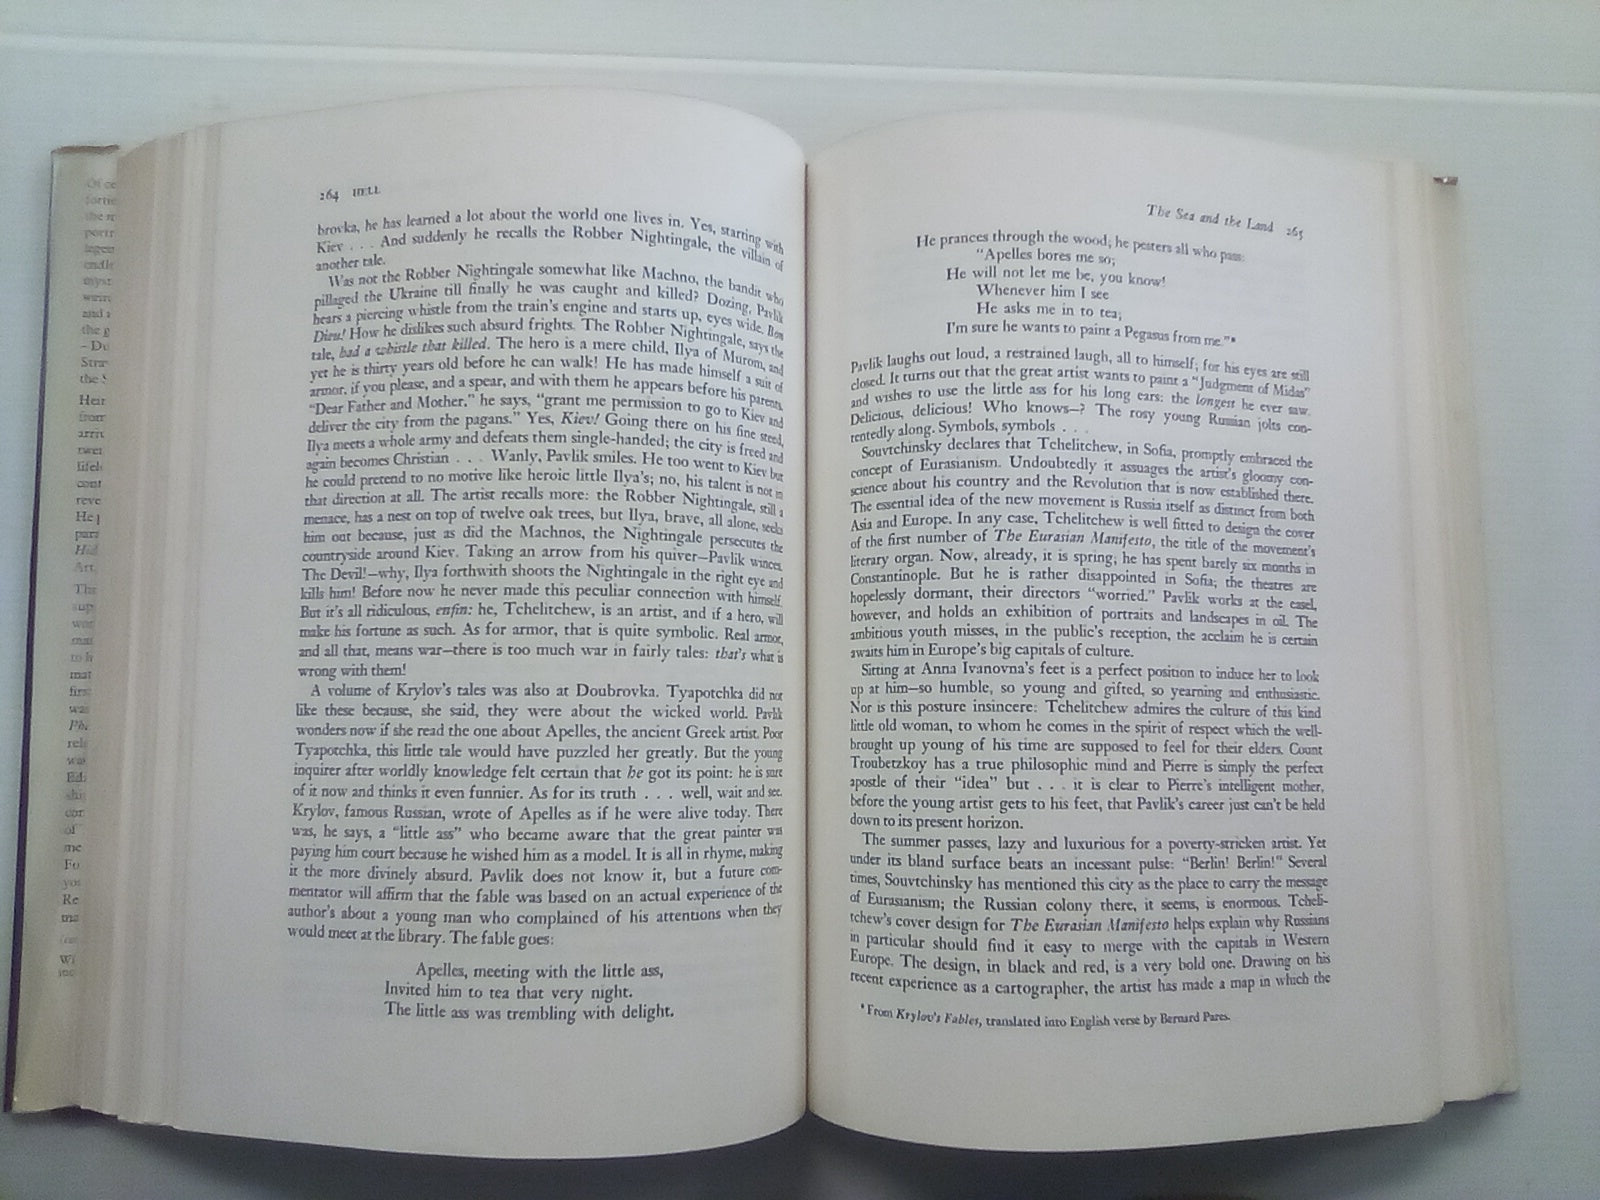 264 HELL
brovka, he has learned a lot about the world one lives in. Yes, starting with
Kiev . . . And suddenly he recalls the Robber Nightingale, the villain of
another tale.
Was not the Robber Nightingale somewhat like Machno, the bandit who
pillaged the Ukraine till finally he was caught and killed? Dozing, Pavlik
hears a piercing whistle from the train's engine and starts up, eyes wide. Bon
Dieu! How he dislikes such absurd frights. The Robber Nightingale, says the
tale, had a whistle that killed. The hero is a mere child, Ilya of Murom, and
yet he is thirty years old before he can walk! He has made himself a suit of
armor, if you please, and a spear, and with them he appears before his parents.
"Dear Father and Mother," he says, "grant me permission to go to Kiev and
deliver the city from the pagans." Yes, Kiev! Going there on his fine steed,
Ilya meets a whole army and defeats them single-handed; the city is freed and
again becomes Christian . . . Wanly, Pavlik smiles. He too went to Kiev but
he could pretend to no motive like heroic little Ilya's; no, his talent is not in
that direction at all. The artist recalls more: the Robber Nightingale, still a
menace, has a nest on top of twelve oak trees, but Ilya, brave, all alone, seeks
him out because, just as did the Machnos, the Nightingale persecutes the
countryside around Kiev. Taking an arrow from his quiver—Pavlik winces.
The Devil!—why, Ilya forthwith shoots the Nightingale in the right eye and
kills him! Before now he never made this peculiar connection with himself.
But it's all ridiculous, enfin: he, Tchelitchew, is an artist, and if a hero, will
make his fortune as such. As for armor, that is quite symbolic. Real armor,
and all that, means war—there is too much war in fairly tales: that's what is
wrong with them!
A volume of Krylov's tales was also at Doubrovka. Tyapotchka did not
like these because, she said, they were about the wicked world. Pavlik
wonders now if she read the one about Apelles, the ancient Greek artist. Poor
Tyapotchka, this little tale would have puzzled her greatly. But the young
inquirer after worldly knowledge felt certain that he got its point: he is sure
of it now and thinks it even funnier. As for its truth . . . well, wait and see.
Krylov, famous Russian, wrote of Apelles as if he were alive today. There
was, he says, a "little ass" who became aware that the great painter was
paying him court because he wished him as a model. It is all in rhyme, making
it the more divinely absurd. Pavlik does not know it, but a future com-
mentator will affirm that the fable was based on an actual experience of the
author's about a young man who complained of his attentions when they
would meet at the library. The fable goes:
Apelles, meeting with the little ass,
Invited him to tea that very night.
The little ass was trembling with delight.
The Sea and the Land 265
He prances through the wood; he pesters all who pass:
"Apelles bores me so;
He will not let me be, you know!
Whenever him I see
He asks me in to tea;
I'm sure he wants to paint a Pegasus from me."*
Pavlik laughs out loud, a restrained laugh, all to himself; for his eyes are still
closed. It turns out that the great artist wants to paint a "Judgment of Midas"
and wishes to use the little ass for his long ears: the longest he ever saw.
Delicious, delicious! Who knows—? The rosy young Russian jolts con-
tentedly along. Symbols, symbols . . .
Souvtchinsky declares that Tchelitchew, in Sofia, promptly embraced the
concept of Eurasianism. Undoubtedly it assuages the artist's gloomy con-
science about his country and the Revolution that is now established there.
The essential idea of the new movement is Russia itself as distinct from both
Asia and Europe. In any case, Tchelitchew is well fitted to design the cover
of the first number of The Eurasian Manifesto, the title of the movement's
literary organ. Now, already, it is spring; he has spent barely six months in
Constantinople. But he is rather disappointed in Sofia; the theatres are
hopelessly dormant, their directors "worried." Pavlik works at the easel,
however, and holds an exhibition of portraits and landscapes in oil. The
ambitious youth misses, in the public's reception, the acclaim he is certain
awaits him in Europe's big capitals of culture.
Sitting at Anna Ivanovna's feet is a perfect position to induce her to look
up at him—so humble, so young and gifted, so yearning and enthusiastic.
Nor is this posture insincere: Tchelitchew admires the culture of this kind
little old woman, to whom he comes in the spirit of respect which the well-
brought up young of his time are supposed to feel for their elders. Count
Troubetzkoy has a true philosophic mind and Pierre is simply the perfect
apostle of their "idea" but . . . it is clear to Pierre's intelligent mother,
before the young artist gets to his feet, that Pavlik's career just can't be held
down to its present horizon.
The summer passes, lazy and luxurious for a poverty-stricken artist. Yet
under its bland surface beats an incessant pulse: "Berlin! Berlin!" Several
times, Souvtchinsky has mentioned this city as the place to carry the message
of Eurasianism; the Russian colony there, it seems, is enormous. Tcheli-
tchew's cover design for The Eurasian Manifesto helps explain why Russians
in particular should find it easy to merge with the capitals in Western
Europe. The design, in black and red, is a very bold one. Drawing on his
recent experience as a cartographer, the artist has made a map in which the
*From Krylov's Fables, translated into English verse by Bernard Pares.